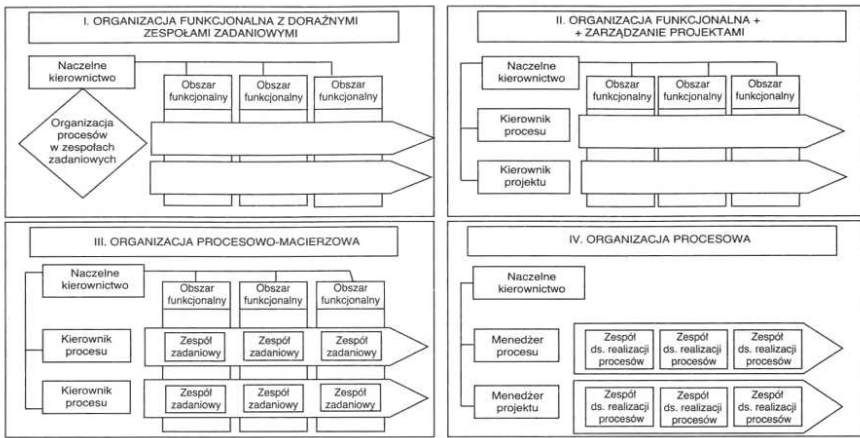 I. ORGANIZACJA FUNKCJONALNA Z DORAŹNYMI
ZESPOŁAMI ZADANIOWYMI
Naczelne
kierownictwo
Obszar
funkcjonalny
Obszar
funkcjonalny
Obszar
funkcjonalny
Organizacja
procesów
w zespołach
zadaniowych
II. ORGANIZACJA FUNKCJONALNA +
+ ZARZĄDZANIE PROJEKTAMI
Naczelne
kierownictwo
Obszar
funkcjonalny
Obszar
funkcjonalny
Obszar
funkcjonalny
Kierownik
procesu
Kierownik
projektu
III. ORGANIZACJA PROCESOWO-MACIERZOWA
Naczelne
kierownictwo
Obszar
funkcjonalny
Obszar
funkcjonalny
Obszar
funkcjonalny
Kierownik
procesu
Zespół
zadaniowy
Zespół
zadaniowy
Zespół
zadaniowy
Kierownik
procesu
Zespół
zadaniowy
Zespół
zadaniowy
Zespół
zadaniowy
IV. ORGANIZACJA PROCESOWA
Naczelne
kierownictwo
Menedżer
procesu
Zespół
ds. realizacji
procesów
Zespół
ds. realizacji
procesów
Zespół
ds. realizacji
procesów
Menedżer
projektu
Zespół
ds. realizacji
procesów
Zespół
ds. realizacji
procesów
Zespół
ds. realizacji
procesów